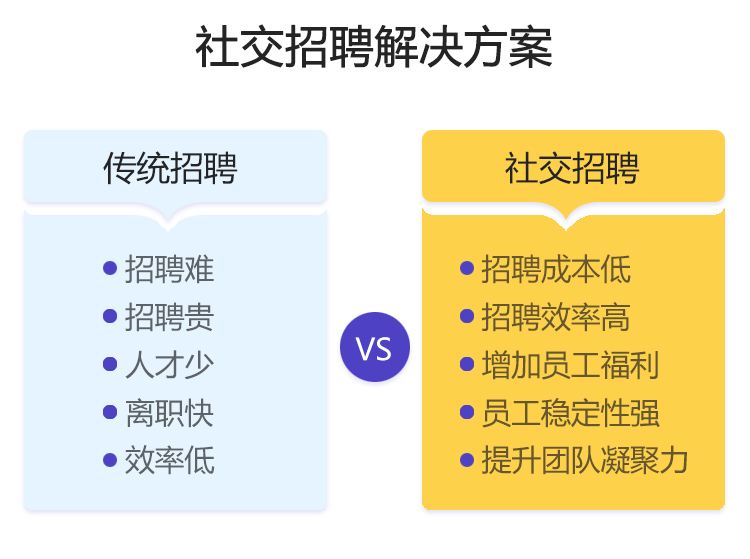 社交招聘解决方案
传统招聘
招聘难
招聘贵
人才少
离职快
效率低
VS
社交招聘
招聘成本低
招聘效率高
增加员工福利
员工稳定性强
提升团队凝聚力